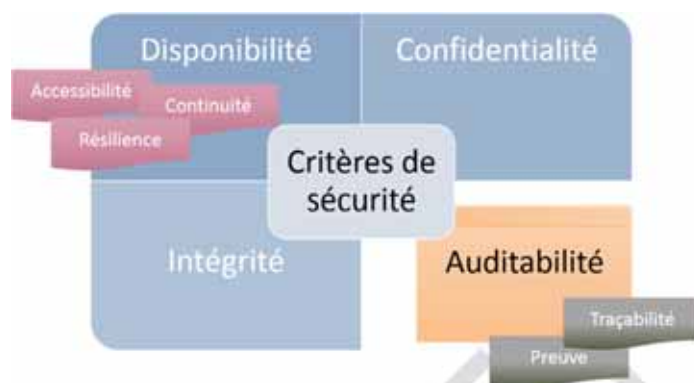 Disponibilité
Confidentialité
Accessibilité
Continuité
Résilience
Critères de
sécurité
Intégrité
Auditabilité
Traçabilité
Preuve